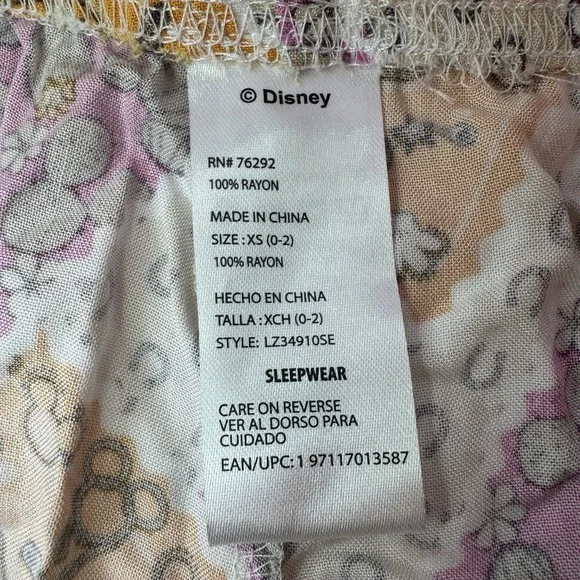 © Disney
RN# 76292
100% RAYON
MADE IN CHINA
SIZE : XS (0-2)
100% RAYON
HECHO EN CHINA
TALLA : XCH (0-2)
STYLE: LZ34910SE
SLEEPWEAR
CARE ON REVERSE
VER AL DORSO PARA
CUIDADO
EAN/UPC: 1 97117013587